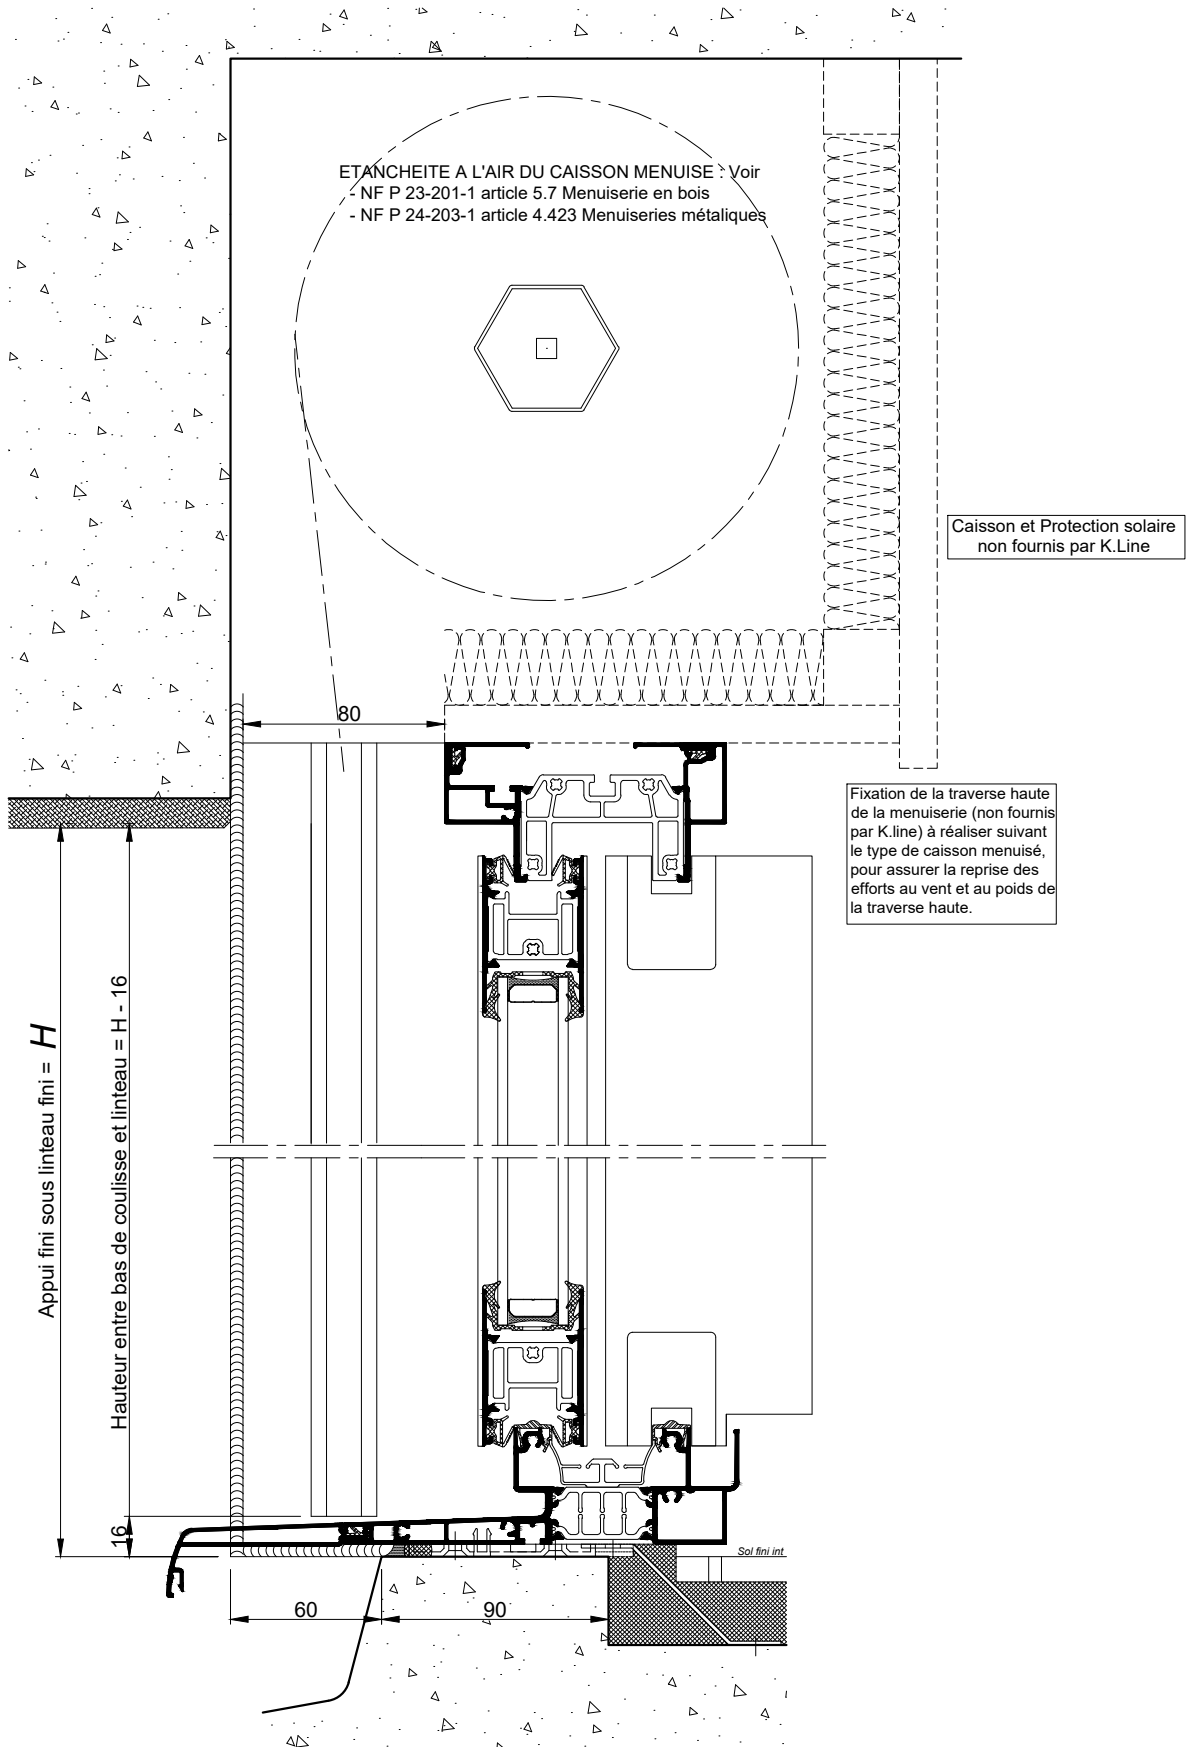 ETANCHEITE A L'AIR DU CAISSON MENUISE : Voir
- NF P 23-201-1 article 5.7 Menuiserie en bois
- NF P 24-203-1 article 4.423 Menuiseries métaliques
Caisson et Protection solaire
non fournis par K.Line
80
Fixation de la traverse haute
de la menuiserie (non fournis
par K.line) à réaliser suivant
le type de caisson menuisé,
pour assurer la reprise des
efforts au vent et au poids de
la traverse haute.
Appui fini sous linteau fini = H
Hauteur entre bas de coulisse et linteau = H - 16
16
Sol fini int
60
90